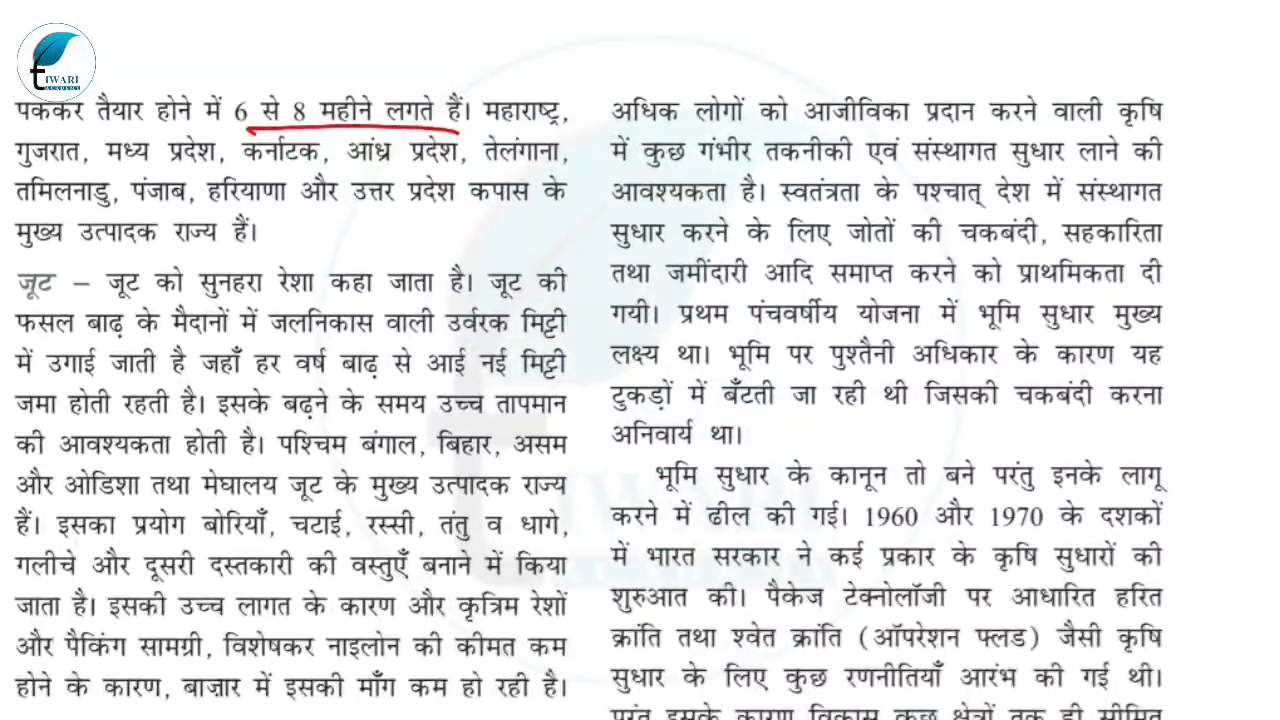 tIWARI
ACADEMY
पककर तैयार होने में 6 से 8 महीने लगते हैं। महाराष्ट्र,
गुजरात, मध्य प्रदेश, कर्नाटक, आंध्र प्रदेश, तेलंगाना,
तमिलनाडु, पंजाब, हरियाणा और उत्तर प्रदेश कपास के
मुख्य उत्पादक राज्य हैं।
जूट – जूट को सुनहरा रेशा कहा जाता है। जूट की
फसल बाढ़ के मैदानों में जलनिकास वाली उर्वरक मिट्टी
में उगाई जाती है जहाँ हर वर्ष बाढ़ से आई नई मिट्टी
जमा होती रहती है। इसके बढ़ने के समय उच्च तापमान
की आवश्यकता होती है। पश्चिम बंगाल, बिहार, असम
और ओडिशा तथा मेघालय जूट के मुख्य उत्पादक राज्य
हैं। इसका प्रयोग बोरियाँ, चटाई, रस्सी, तंतु व धागे,
गलीचे और दूसरी दस्तकारी की वस्तुएँ बनाने में किया
जाता है। इसकी उच्च लागत के कारण और कृत्रिम रेशों
और पैकिंग सामग्री, विशेषकर नाइलोन की कीमत कम
होने के कारण, बाज़ार में इसकी माँग कम हो रही है।
अधिक लोगों को आजीविका प्रदान करने वाली कृषि
में कुछ गंभीर तकनीकी एवं संस्थागत सुधार लाने की
आवश्यकता है। स्वतंत्रता के पश्चात् देश में संस्थागत
सुधार करने के लिए जोतों की चकबंदी, सहकारिता
तथा जमींदारी आदि समाप्त करने को प्राथमिकता दी
गयी। प्रथम पंचवर्षीय योजना में भूमि सुधार मुख्य
लक्ष्य था। भूमि पर पुश्तैनी अधिकार के कारण यह
टुकड़ों में बँटती जा रही थी जिसकी चकबंदी करना
अनिवार्य था।
भूमि सुधार के कानून तो बने परंतु इनके लागू
करने में ढील की गई। 1960 और 1970 के दशकों
में भारत सरकार ने कई प्रकार के कृषि सुधारों की
शुरुआत की। पैकेज टेक्नोलॉजी पर आधारित हरित
क्रांति तथा श्वेत क्रांति (ऑपरेशन फ्लड) जैसी कृषि
सुधार के लिए कुछ रणनीतियाँ आरंभ की गई थी।
परंतु इसके कारण विकास कुछ क्षेत्रों तक ही सीमित